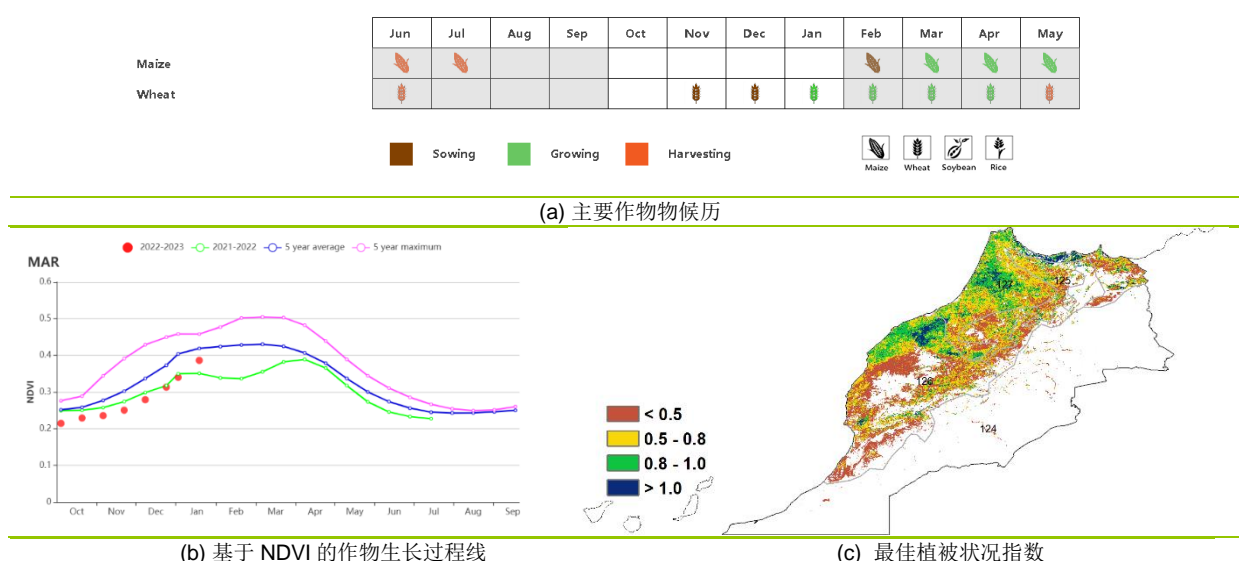 Jun Jul Aug Sep Oct Nov Dec Jan Feb Mar Apr May
Maize
Wheat
Sowing Growing Harvesting
Maize Wheat Soybean Rice
(a) 主要作物物候历
2022-2023 2021-2022 5 year average 5 year maximum
MAR
NDVI
0.6
0.5
0.4
0.3
0.2
0.1
0
Oct Nov Dec Jan Feb Mar Apr May Jun Jul Aug Sep
(b) 基于 NDVI 的作物生长过程线
125
126
124
< 0.5
0.5 - 0.8
0.8 - 1.0
> 1.0
(c) 最佳植被状况指数